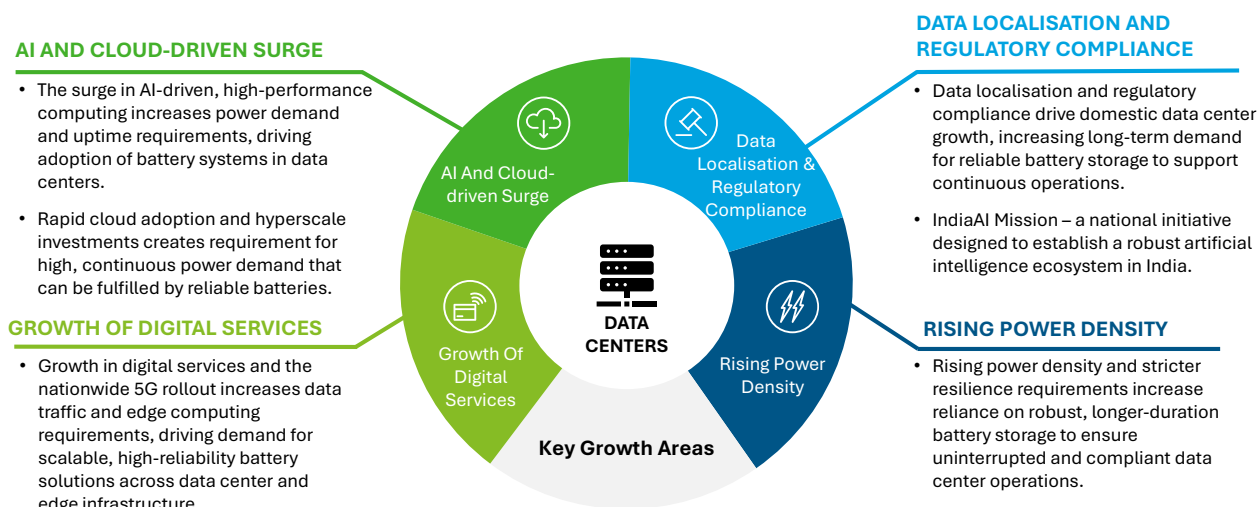 AI AND CLOUD-DRIVEN SURGE
• The surge in AI-driven, high-performance
computing increases power demand
and uptime requirements, driving
adoption of battery systems in data
centers.
• Rapid cloud adoption and hyperscale
investments creates requirement for
high, continuous power demand that
can be fulfilled by reliable batteries.
GROWTH OF DIGITAL SERVICES
• Growth in digital services and the
nationwide 5G rollout increases data
traffic and edge computing
requirements, driving demand for
scalable, high-reliability battery
solutions across data center and
edge infrastructure
AI And Cloud-
driven Surge
Data
Localisation &
Regulatory
Compliance
Growth Of
Digital
Services
DATA
CENTERS
Rising Power
Density
Key Growth Areas
DATA LOCALISATION AND
REGULATORY COMPLIANCE
• Data localisation and regulatory
compliance drive domestic data center
growth, increasing long-term demand
for reliable battery storage to support
continuous operations.
• IndiaAI Mission – a national initiative
designed to establish a robust artificial
intelligence ecosystem in India.
RISING POWER DENSITY
• Rising power density and stricter
resilience requirements increase
reliance on robust, longer-duration
battery storage to ensure
uninterrupted and compliant data
center operations.